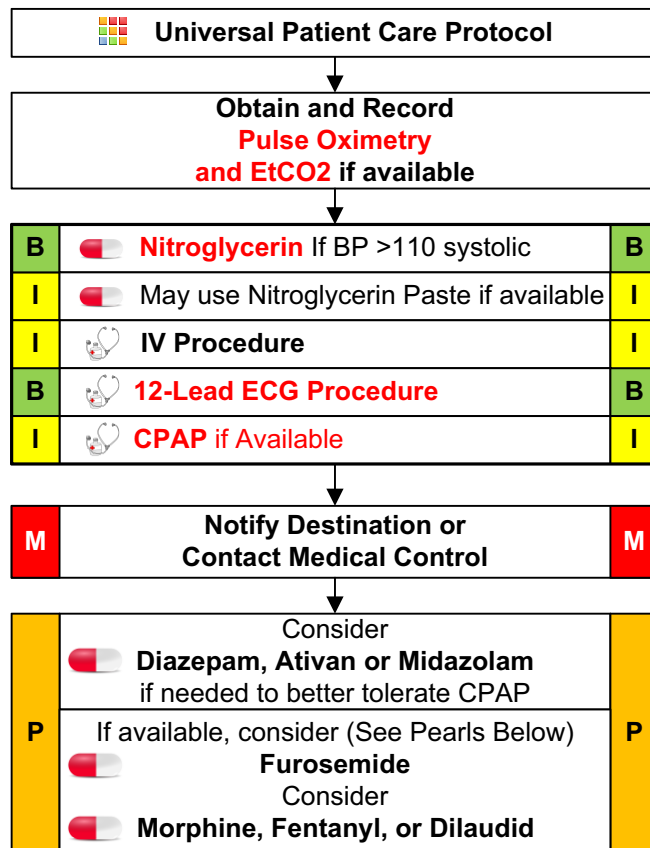 Universal Patient Care Protocol
Obtain and Record
Pulse Oximetry
and EtCO2 if available
B Nitroglycerin If BP >110 systolic B
I May use Nitroglycerin Paste if available I
I IV Procedure I
B 12-Lead ECG Procedure B
I CPAP if Available I
M Notify Destination or M
Contact Medical Control
Consider
Diazepam, Ativan or Midazolam
if needed to better tolerate CPAP
P If available, consider (See Pearls Below) P
Furosemide
Consider
Morphine, Fentanyl, or Dilaudid